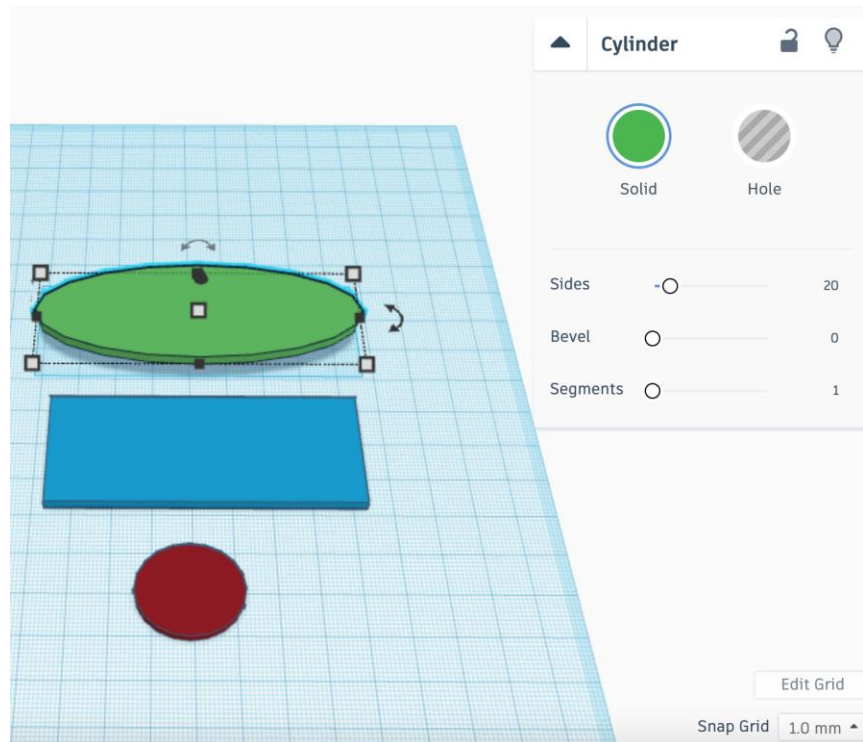 Cylinder
Solid Hole
Sides 20
Bevel 0
Segments 1
Edit Grid
Snap Grid 1.0 mm